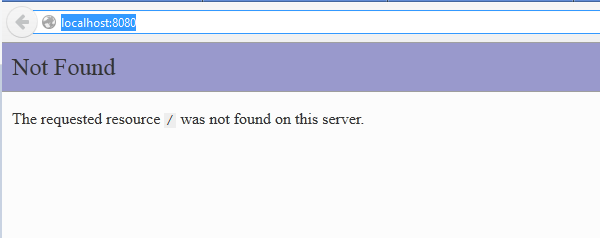 localhost:8080
Not Found
The requested resource / was not found on this server.